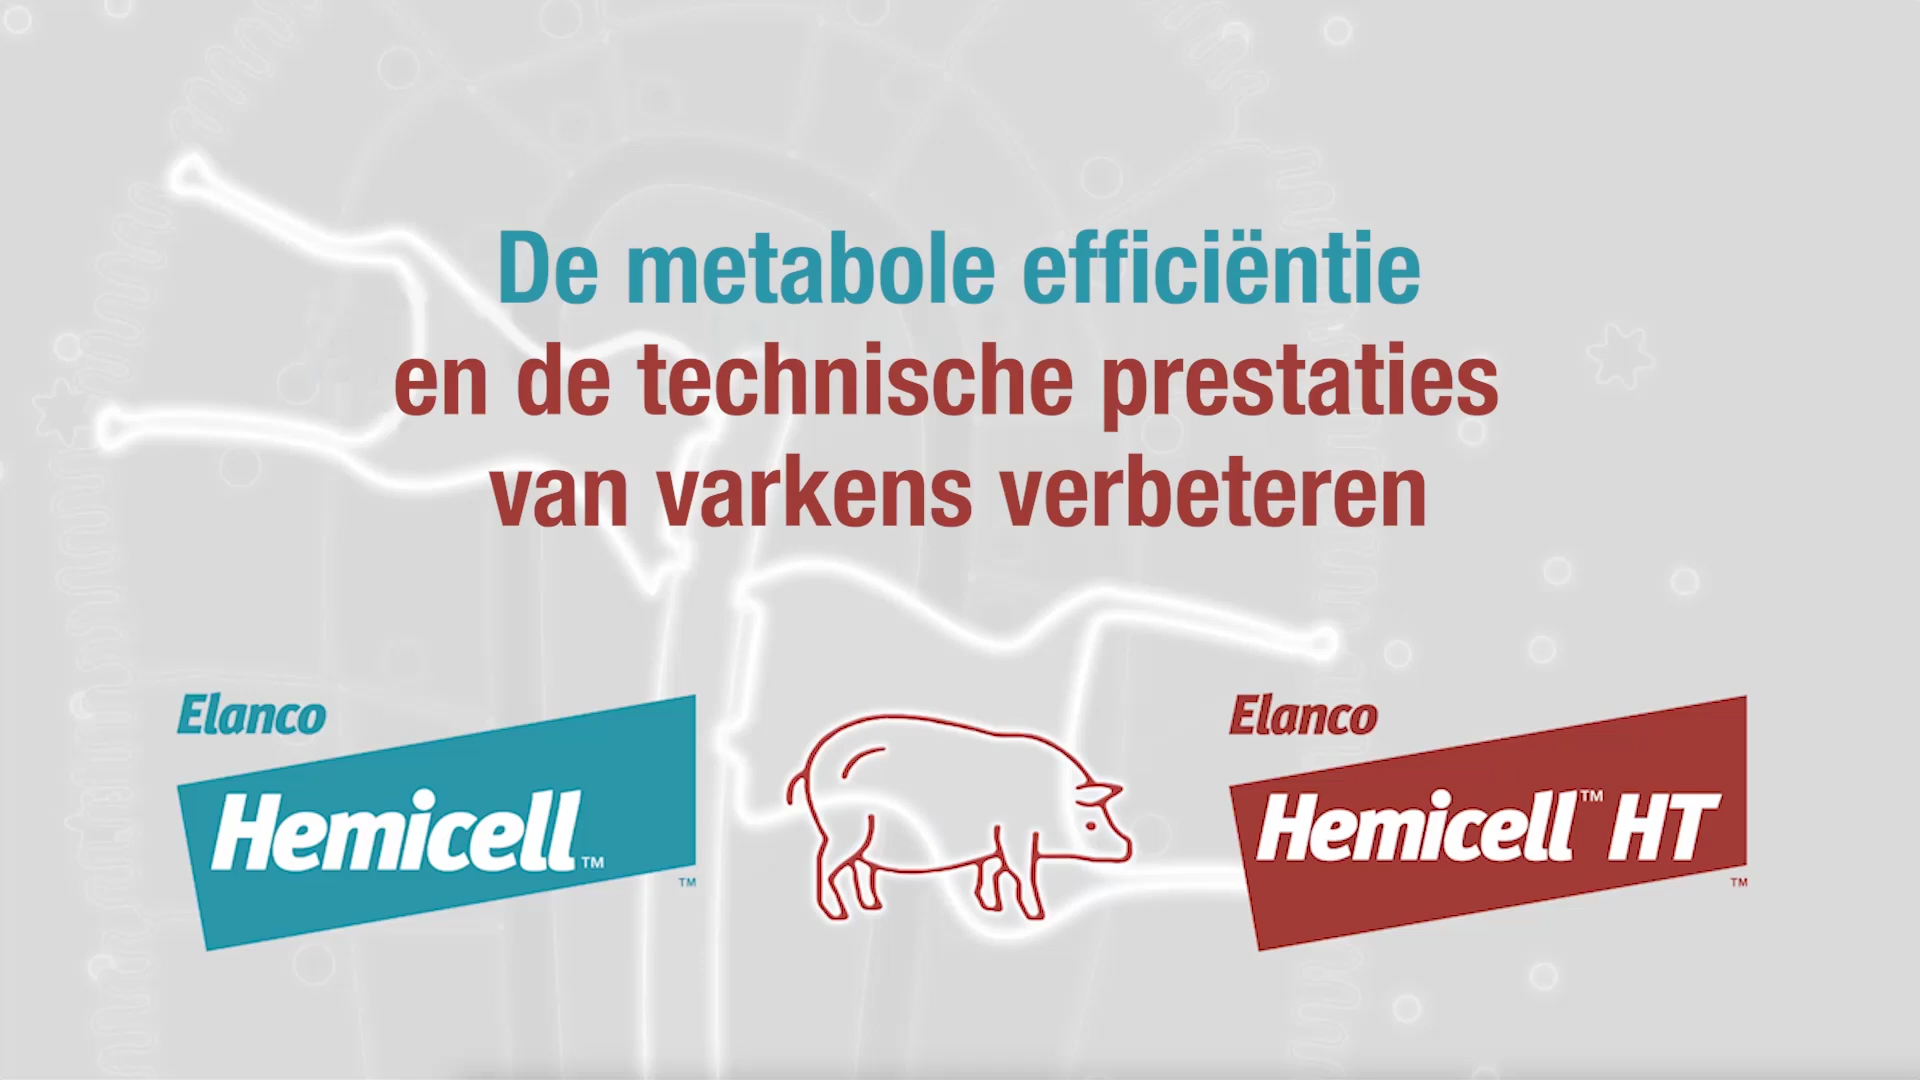 De metabole efficiëntie
en de technische prestaties
van varkens verbeteren
Elanco
Hemicell™
™
Elanco
Hemicell™ HT
™